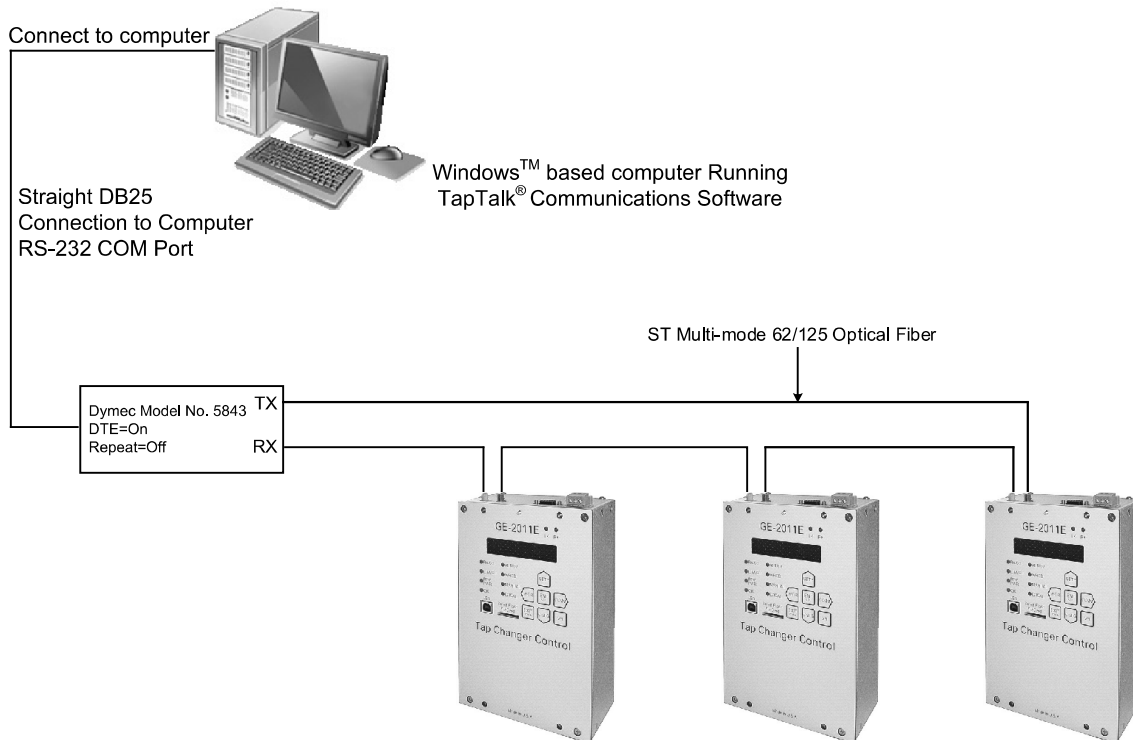 Connect to computer
Windows™ based computer Running
TapTalk® Communications Software
Straight DB25
Connection to Computer
RS-232 COM Port
ST Multi-mode 62/125 Optical Fiber
Dymec Model No. 5843
DTE=On
Repeat=Off
TX
RX
GE-2011E
Tap Changer Control
GE-2011E
Tap Changer Control
GE-2011E
Tap Changer Control